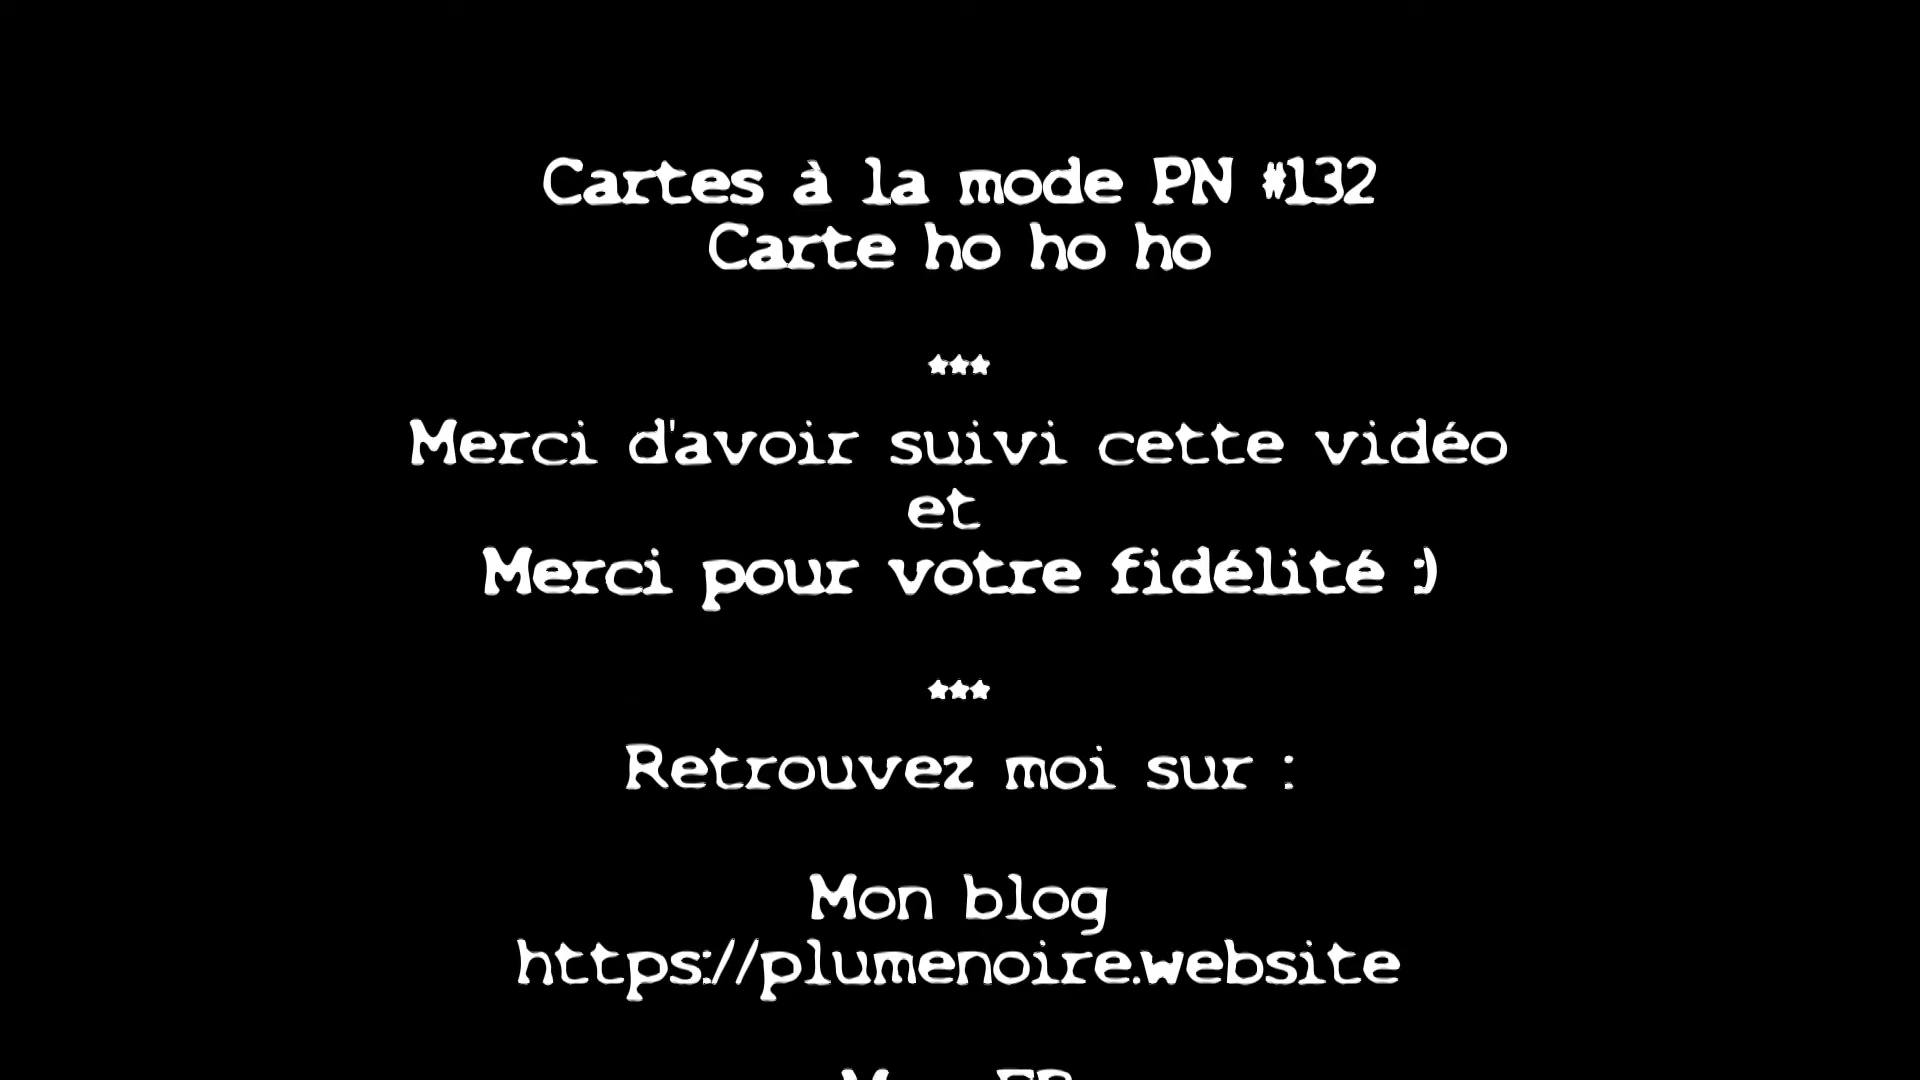 Cartes à la mode PN #132
Carte ho ho ho
***
Merci d'avoir suivi cette vidéo
et
Merci pour votre fidélité :)
***
Retrouvez moi sur :
Mon blog
https://plumenoire.website